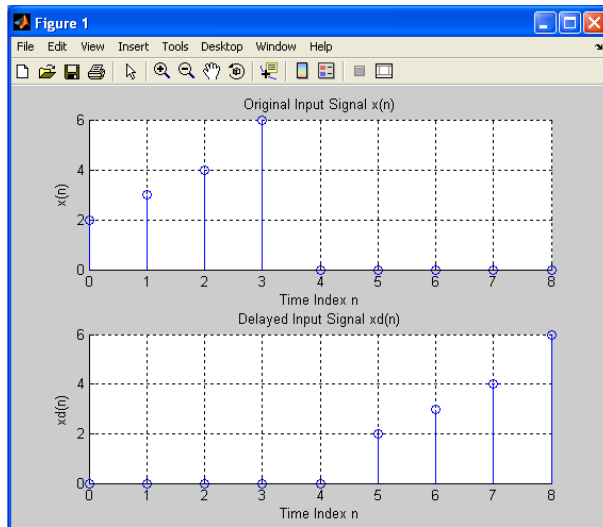 Figure 1
File Edit View Insert Tools Desktop Window Help
Original Input Signal x(n)
6
4
2
0
x(n)
0 1 2 3 4 5 6 7 8
Time Index n
Delayed Input Signal xd(n)
6
4
2
0
xd(n)
0 1 2 3 4 5 6 7 8
Time Index n